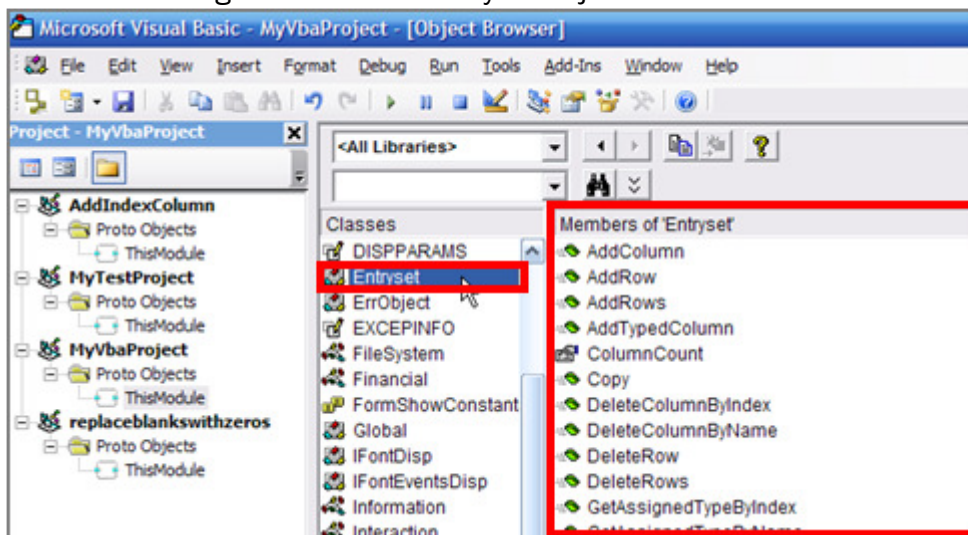 Microsoft Visual Basic - MyVbaProject - [Object Browser]
File Edit View Insert Format Debug Run Tools Add-Ins Window Help
Project - MyVbaProject
AddIndexColumn
Proto Objects
ThisModule
MyTestProject
Proto Objects
ThisModule
MyVbaProject
Proto Objects
ThisModule
replaceblankswithzeros
Proto Objects
ThisModule
<All Libraries>
Classes
DISPPARAMS
Entryset
ErrObject
EXCEPINFO
FileSystem
Financial
FormShowConstant
Global
IFontDisp
IFontEventsDisp
Information
Interaction
Members of 'Entryset'
AddColumn
AddRow
AddRows
AddTypedColumn
ColumnCount
Copy
DeleteColumnByIndex
DeleteColumnByName
DeleteRow
DeleteRows
GetAssignedTypeByIndex
GetAssignedTypeByName